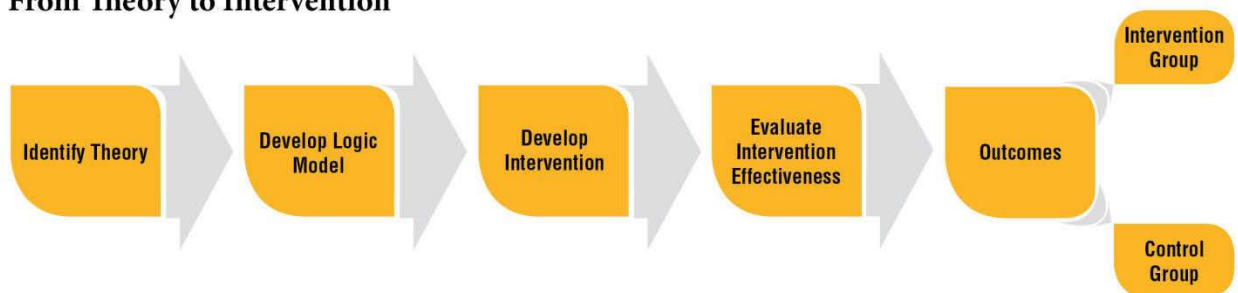 From Theory to Intervention
Identify Theory
Develop Logic
Model
Develop
Intervention
Evaluate
Intervention
Effectiveness
Outcomes
Intervention
Group
Control
Group